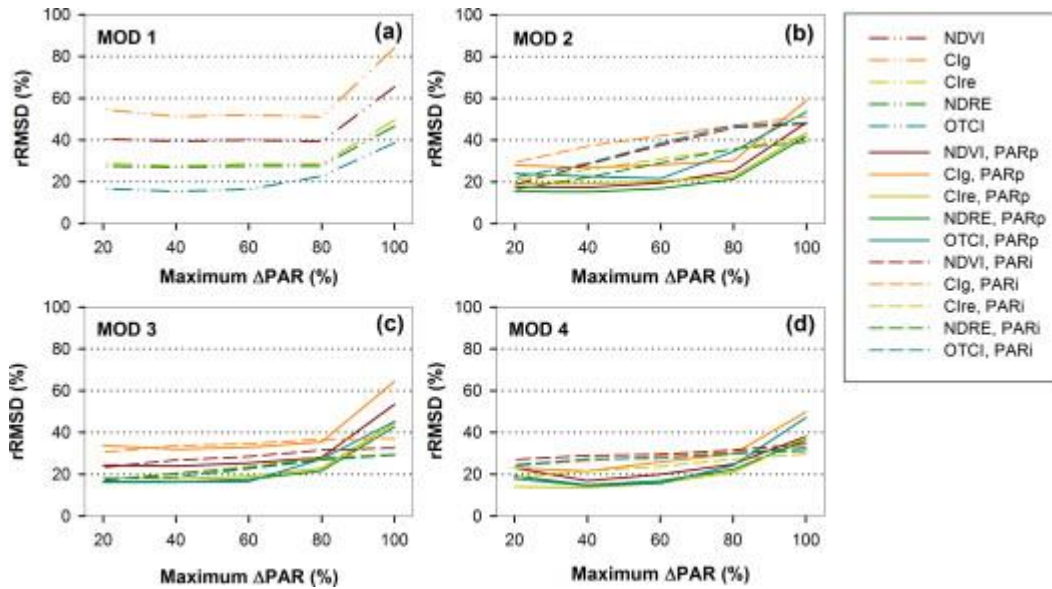 MOD 1
(a)
100
80
60
40
20
0
rRMSD (%)
20 40 60 80 100
Maximum ΔPAR (%)
MOD 2
(b)
100
80
60
40
20
0
rRMSD (%)
20 40 60 80 100
Maximum ΔPAR (%)
NDVI
CIg
CIre
NDRE
OTCI
NDVI, PARp
CIg, PARp
CIre, PARp
NDRE, PARp
OTCI, PARp
NDVI, PARi
CIg, PARi
CIre, PARi
NDRE, PARi
OTCI, PARi
MOD 3
(c)
100
80
60
40
20
0
rRMSD (%)
20 40 60 80 100
Maximum ΔPAR (%)
MOD 4
(d)
100
80
60
40
20
0
rRMSD (%)
20 40 60 80 100
Maximum ΔPAR (%)